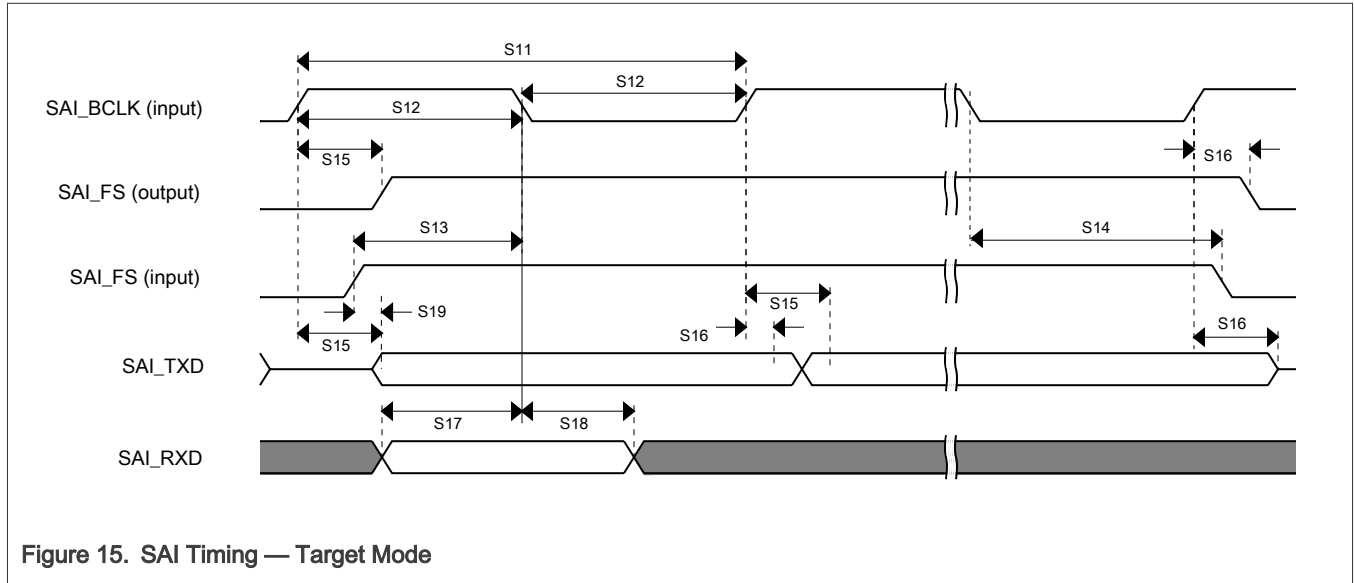 S11
S12
SAI_BCLK (input)
S12
S15
S16
SAI_FS (output)
S13
S14
SAI_FS (input)
S19
S15
S15
S16
S16
SAI_TXD
S17
S18
SAI_RXD
Figure 15. SAI Timing — Target Mode